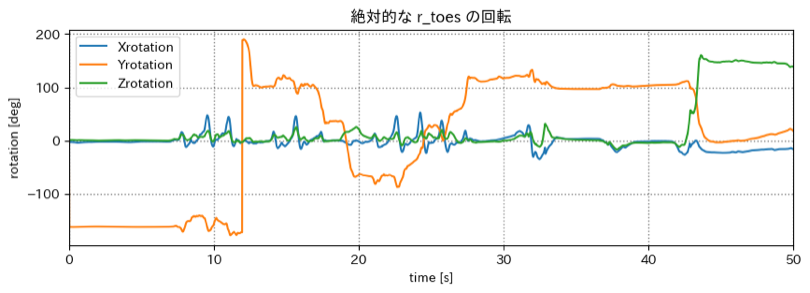 絶対的な r_toes の回転
200
100
0
−100
rotation [deg]
Xrotation
Yrotation
Zrotation
0 10 20 30 40 50
time [s]